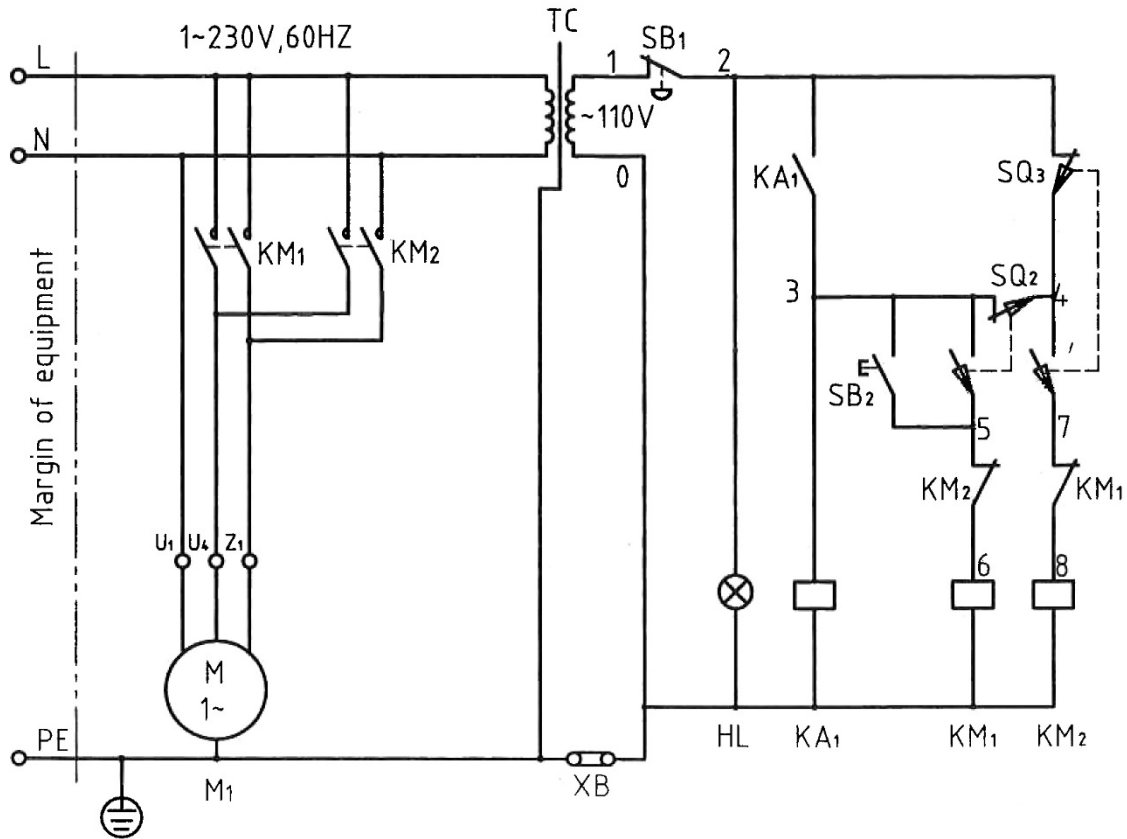 TC
1~230V,60HZ
SB1
L
1
2
~110V
N
0
KA1
SQ3
KM1
KM2
SQ2
3
4
Margin of equipment
SB2
5
7
KM2
KM1
U1
U4
Z1
6
8
M
1~
PE
HL
KA1
KM1
KM2
M1
XB